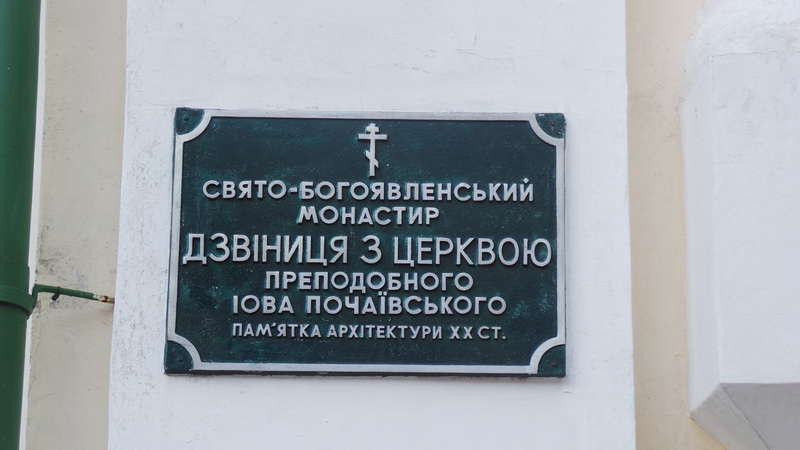 СВЯТО-БОГОЯВЛЕНСЬКИЙ
МОНАСТИР
ДЗВІНИЦЯ З ЦЕРКВОЮ
ПРЕПОДОБНОГО
ІОВА ПОЧАЇВСЬКОГО
ПАМ'ЯТКА АРХІТЕКТУРИ XX СТ.